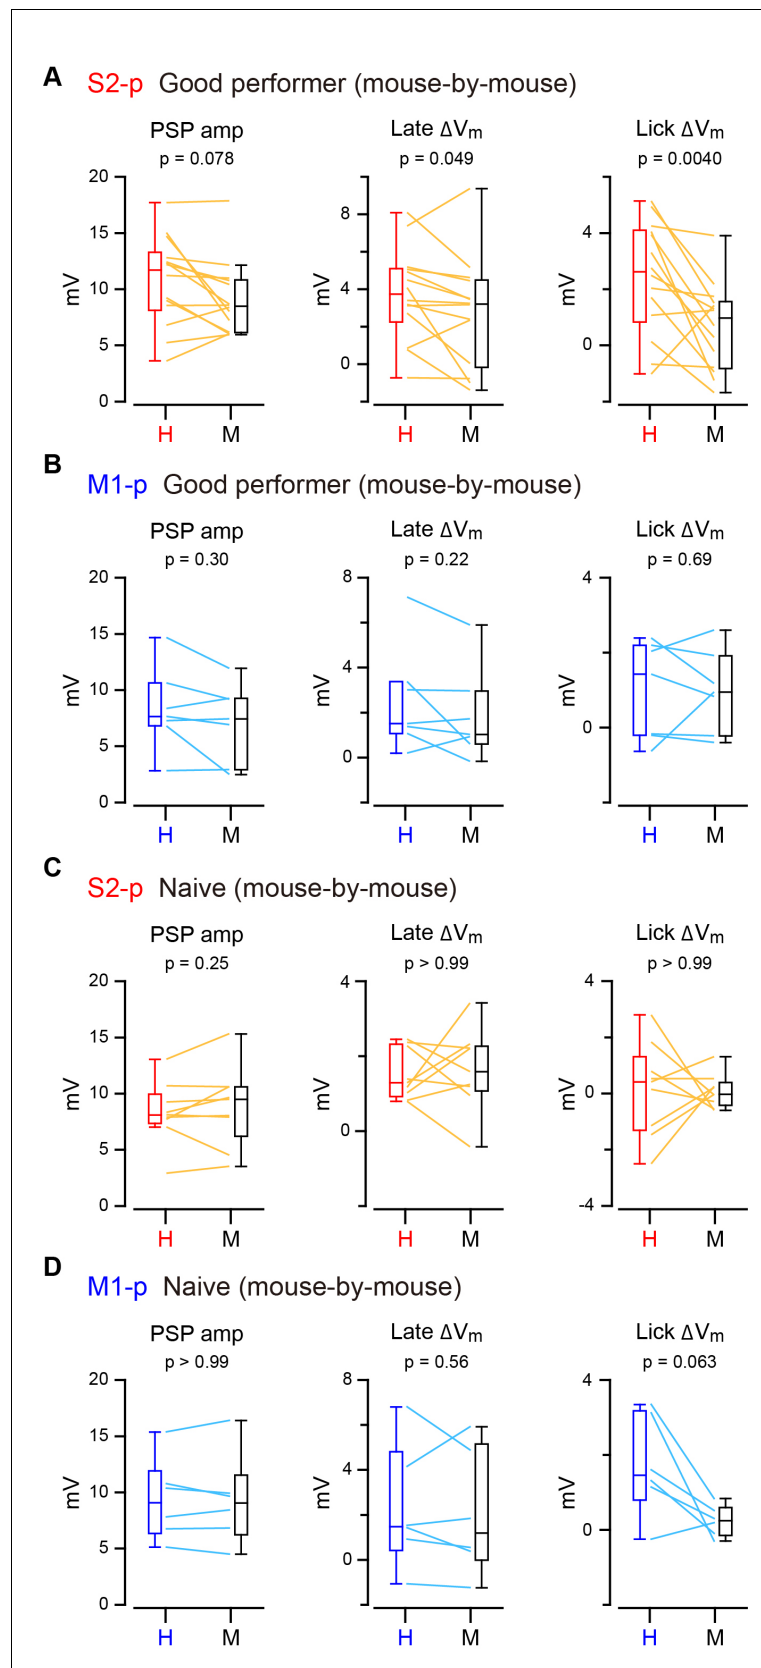 A S2-p Good performer (mouse-by-mouse)
PSP amp Late ΔVm Lick ΔVm
p = 0.078 p = 0.049 p = 0.0040
20
15
10
5
0
mV
H M
8
4
0
mV
H M
4
0
mV
H M
B M1-p Good performer (mouse-by-mouse)
PSP amp Late ΔVm Lick ΔVm
p = 0.30 p = 0.22 p = 0.69
20
15
10
5
0
mV
H M
8
4
0
mV
H M
4
0
mV
H M
C S2-p Naive (mouse-by-mouse)
PSP amp Late ΔVm Lick ΔVm
p = 0.25 p > 0.99 p > 0.99
20
15
10
5
0
mV
H M
4
0
mV
H M
4
0
-4
mV
H M
D M1-p Naive (mouse-by-mouse)
PSP amp Late ΔVm Lick ΔVm
p > 0.99 p = 0.56 p = 0.063
20
15
10
5
0
mV
H M
8
4
0
mV
H M
4
0
mV
H M